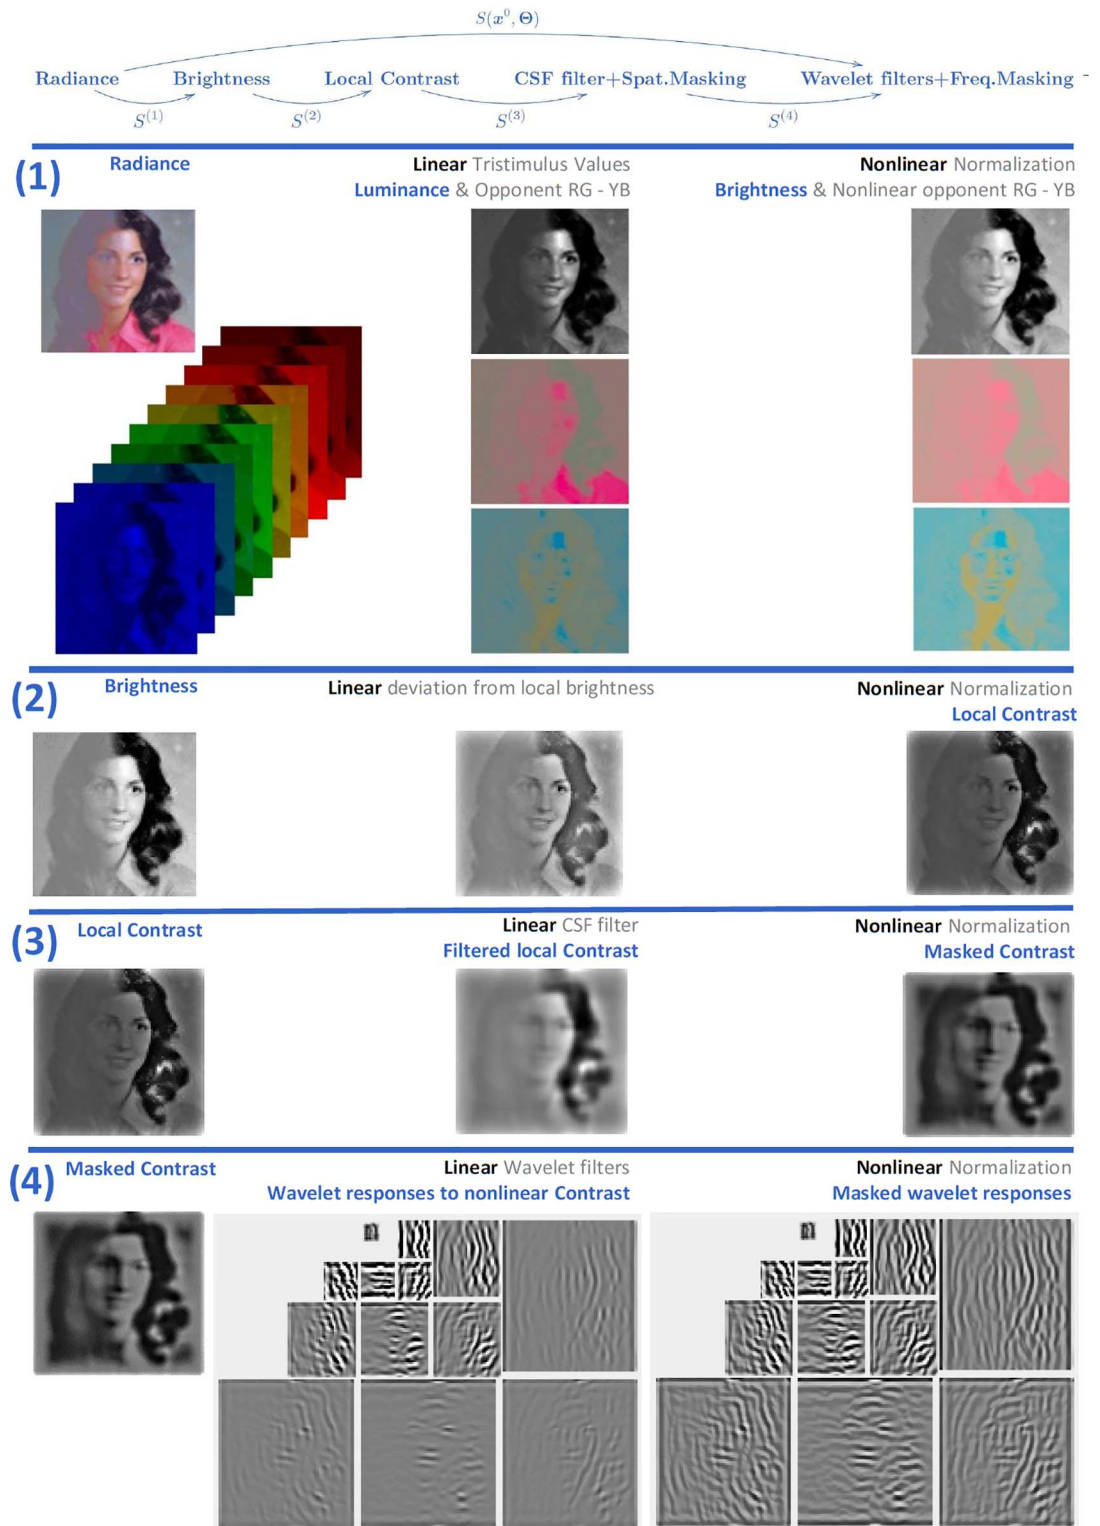 S(x⁰, Θ)
Radiance Brightness Local Contrast CSF filter+Spat.Masking Wavelet filters+Freq.Masking -
S⁽¹⁾ S⁽²⁾ S⁽³⁾ S⁽⁴⁾
(1) Radiance
Linear Tristimulus Values
Luminance & Opponent RG - YB
Nonlinear Normalization
Brightness & Nonlinear opponent RG - YB
(2) Brightness
Linear deviation from local brightness
Nonlinear Normalization
Local Contrast
(3) Local Contrast
Linear CSF filter
Filtered local Contrast
Nonlinear Normalization
Masked Contrast
(4) Masked Contrast
Linear Wavelet filters
Wavelet responses to nonlinear Contrast
Nonlinear Normalization
Masked wavelet responses